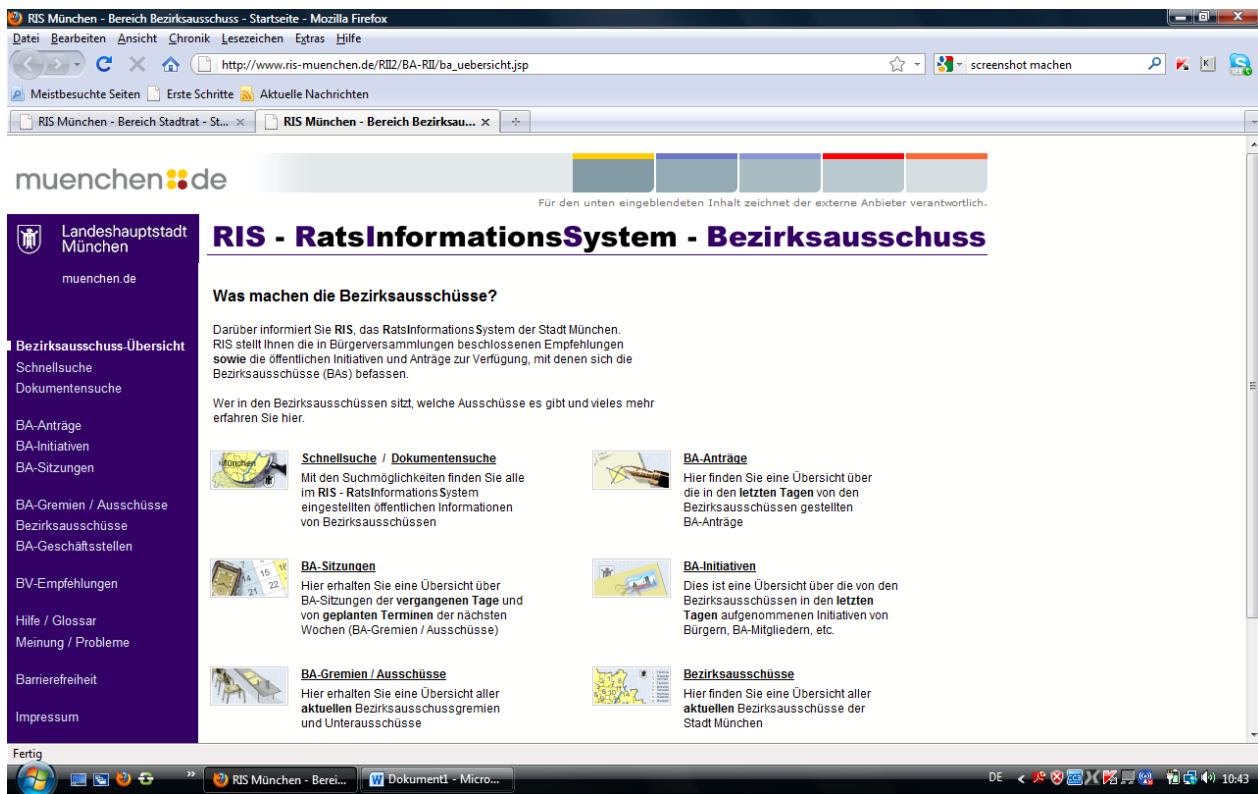 RIS München - Bereich Bezirksausschuss - Startseite - Mozilla Firefox
Datei Bearbeiten Ansicht Chronik Lesezeichen Extras Hilfe
http://www.ris-muenchen.de/RII2/BA-RII/ba_uebersicht.jsp
screenshot machen
Meistbesuchte Seiten Erste Schritte Aktuelle Nachrichten
RIS München - Bereich Stadtrat - St...
RIS München - Bereich Bezirksau...
muenchen de
Für den unten eingeblendeten Inhalt zeichnet der externe Anbieter verantwortlich.
Landeshauptstadt
München
muenchen.de
Bezirksausschuss-Übersicht
Schnellsuche
Dokumentensuche
BA-Anträge
BA-Initiativen
BA-Sitzungen
BA-Gremien / Ausschüsse
Bezirksausschüsse
BA-Geschäftsstellen
BV-Empfehlungen
Hilfe / Glossar
Meinung / Probleme
Barrierefreiheit
Impressum
RIS - RatsInformationsSystem - Bezirksausschuss
Was machen die Bezirksausschüsse?
Darüber informiert Sie RIS, das RatsInformationsSystem der Stadt München.
RIS stellt Ihnen die in Bürgerversammlungen beschlossenen Empfehlungen
sowie die öffentlichen Initiativen und Anträge zur Verfügung, mit denen sich die
Bezirksausschüsse (BAs) befassen.
Wer in den Bezirksausschüssen sitzt, welche Ausschüsse es gibt und vieles mehr
erfahren Sie hier.
München
Schnellsuche / Dokumentensuche
Mit den Suchmöglichkeiten finden Sie alle
im RIS - RatsInformationsSystem
eingestellten öffentlichen Informationen
von Bezirksausschüssen
BA-Anträge
Hier finden Sie eine Übersicht über
die in den letzten Tagen von den
Bezirksausschüssen gestellten
BA-Anträge
14 15 16
21 22
BA-Sitzungen
Hier erhalten Sie eine Übersicht über
BA-Sitzungen der vergangenen Tage und
von geplanten Terminen der nächsten
Wochen (BA-Gremien / Ausschüsse)
BA-Initiativen
Dies ist eine Übersicht über die von den
Bezirksausschüssen in den letzten
Tagen aufgenommenen Initiativen von
Bürgern, BA-Mitgliedern, etc.
BA-Gremien / Ausschüsse
Hier erhalten Sie eine Übersicht aller
aktuellen Bezirksausschussgremien
und Unterausschüsse
Bezirksausschüsse
Hier finden Sie eine Übersicht aller
aktuellen Bezirksausschüsse der
Stadt München
Fertig
RIS München - Berei...
Dokument1 - Micro...
DE
10:43